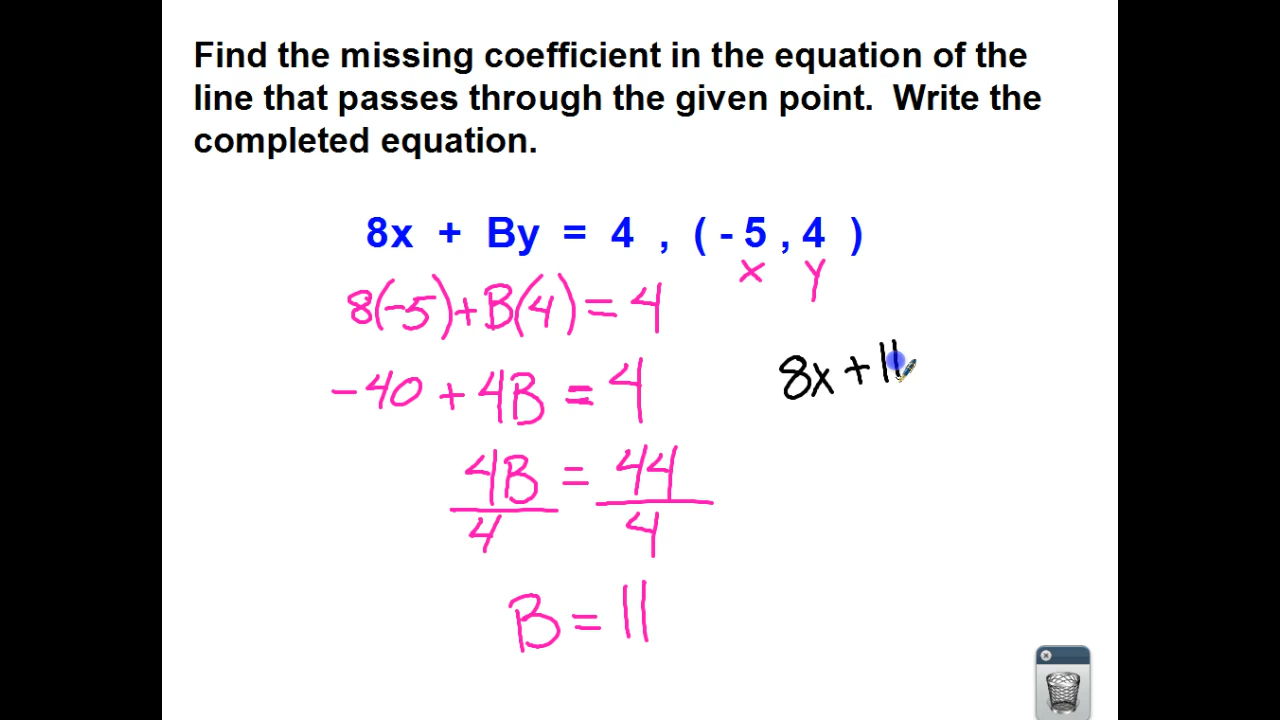 Find the missing coefficient in the equation of the
line that passes through the given point. Write the
completed equation.
8x + By = 4 , ( - 5 , 4 )
x y
8(-5) + B(4) = 4
-40 + 4B = 4
8x + 11
4B = 44
4 4
B = 11